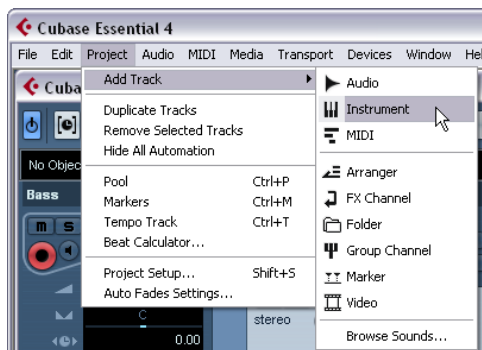 Cubase Essential 4
File Edit Project Audio MIDI Media Transport Devices Window
Add Track
Duplicate Tracks
Remove Selected Tracks
Hide All Automation
Pool Ctrl+P
Markers Ctrl+M
Tempo Track Ctrl+T
Beat Calculator...
Project Setup... Shift+S
Auto Fades Settings...
Audio
Instrument
MIDI
Arranger
FX Channel
Folder
Group Channel
Marker
Video
Browse Sounds...
No Objec
Bass
m s
C
0.00
stereo